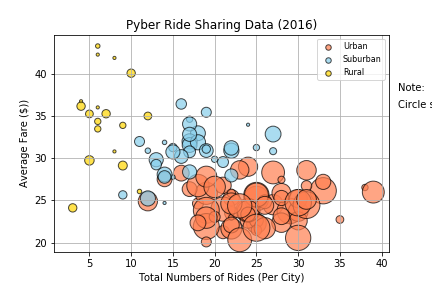 Pyber Ride Sharing Data (2016)
Urban
Suburban
Rural
Note:
Circle s
Average Fare ($))
40
35
30
25
20
5
10
15
20
25
30
35
40
Total Numbers of Rides (Per City)